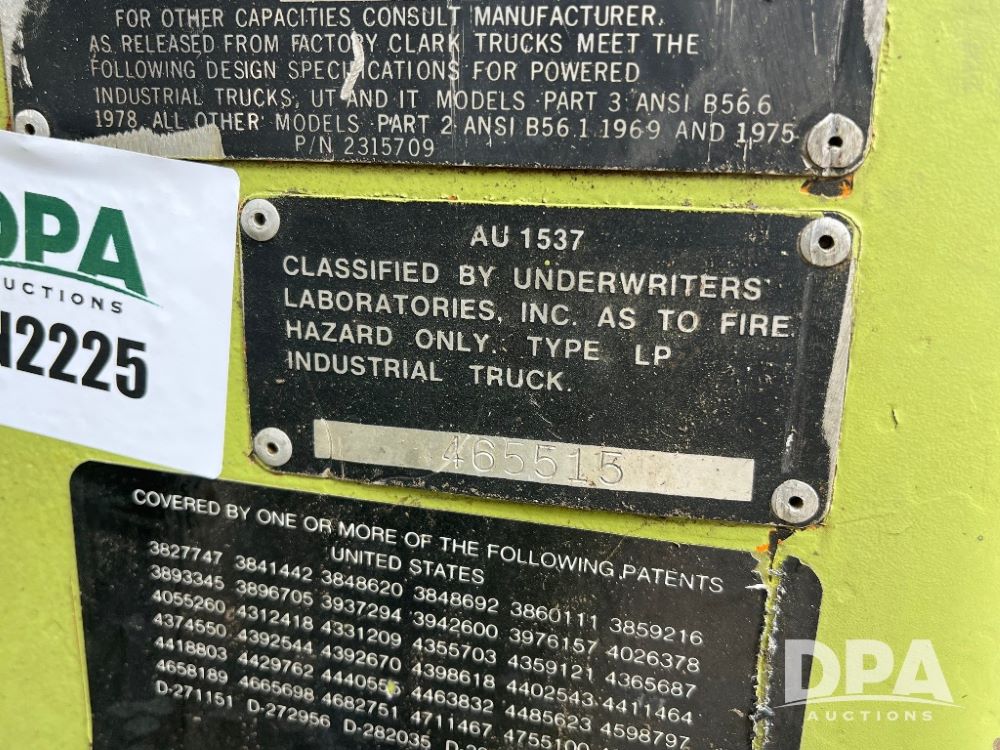 FOR OTHER CAPACITIES CONSULT MANUFACTURER.
AS RELEASED FROM FACTORY CLARK TRUCKS MEET THE
FOLLOWING DESIGN SPECIFICATIONS FOR POWERED
INDUSTRIAL TRUCKS, UT AND IT MODELS PART 3 ANSI B56.6
1978 ALL OTHER MODELS PART 2 ANSI B56.1 1969 AND 1975
P/N 2315709
DPA
AUCTIONS
2225
AU 1537
CLASSIFIED BY UNDERWRITERS'
LABORATORIES, INC. AS TO FIRE
HAZARD ONLY. TYPE LP
INDUSTRIAL TRUCK.
465515
COVERED BY ONE OR MORE OF THE FOLLOWING PATENTS
UNITED STATES
3827747 3841442 3848620 3848692 3860111 3859216
3893345 3896705 3937294 3942600 3976157 4026378
4055260 4312418 4331209 4355703 4359121 4365687
4374550 4392544 4392670 4398618 4402543 4411464
4418803 4429762 4440555 4463832 4485623 4598797
4658189 4665698 4682751 4711467 4755100
D-271151 D-272956 D-282035
DPA
AUCTIONS